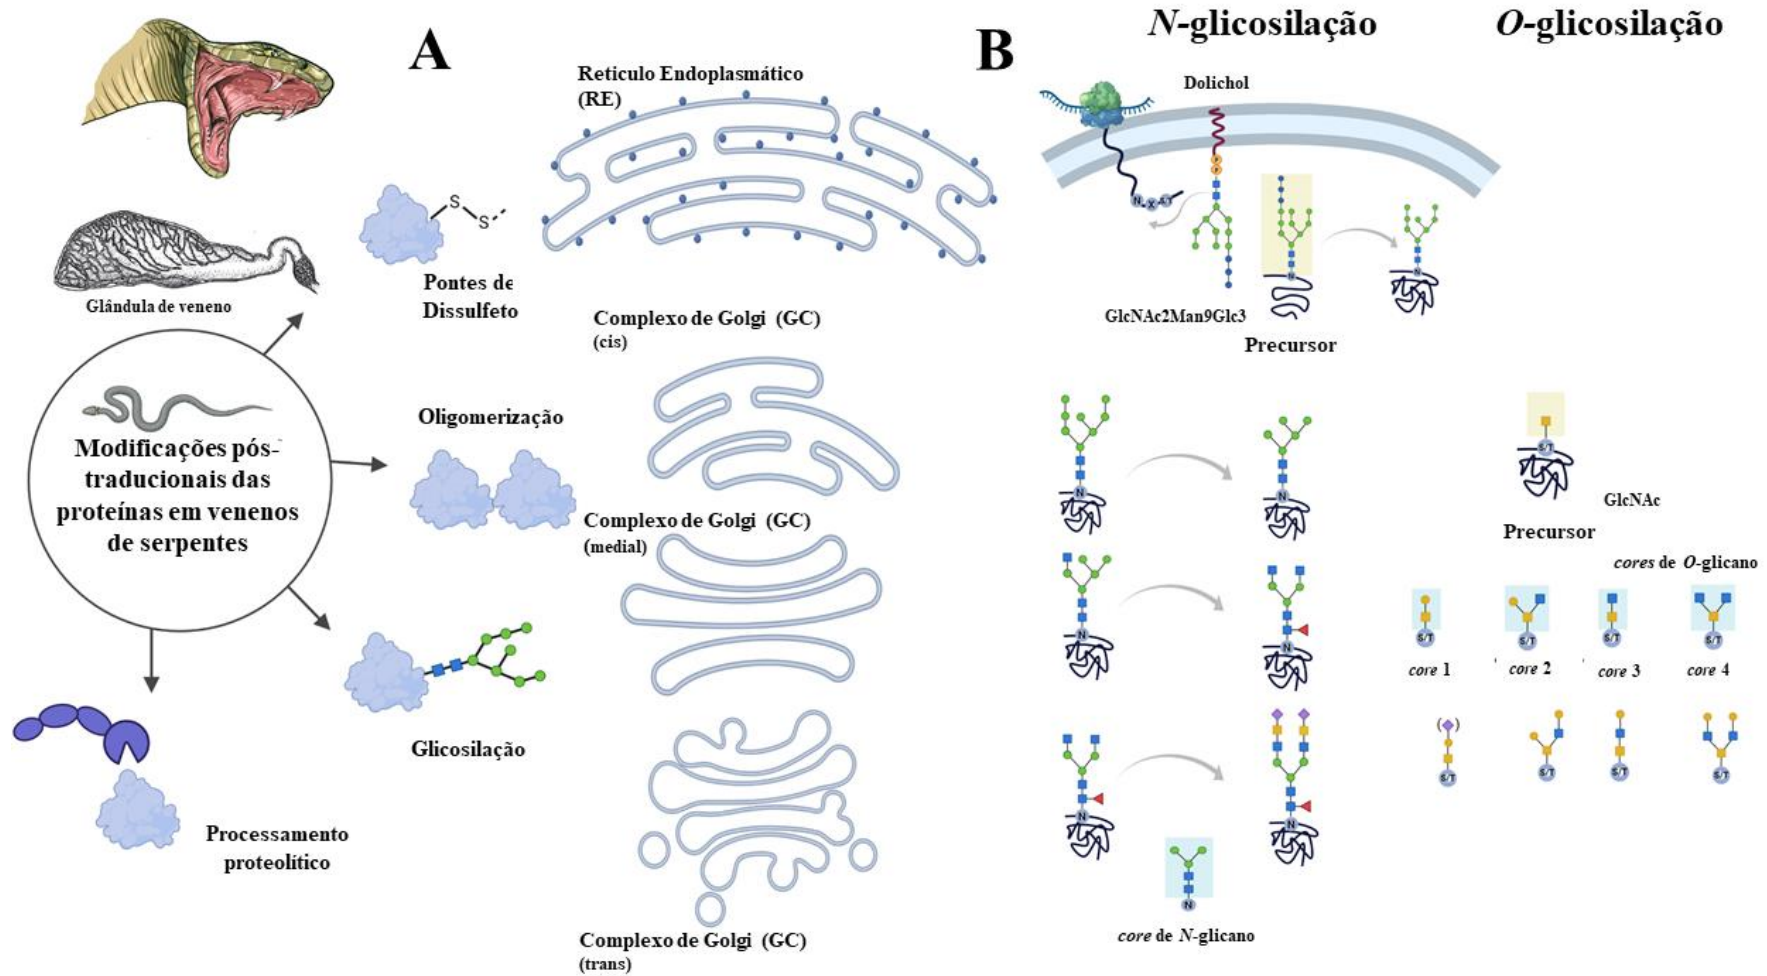 A
B
N-glicosilação
O-glicosilação
Retículo Endoplasmático
(RE)
Dolichol
P
P
N
X
S/T
S
S
Pontes de
Dissulfeto
Glândula de veneno
N
N
GlcNAc2Man9Glc3
Precursor
Complexo de Golgi (GC)
(cis)
Oligomerização
Modificações pós-
traducionais das
proteínas em venenos
de serpentes
Complexo de Golgi (GC)
(medial)
N
N
S/T
GlcNAc
Precursor
cores de O-glicano
N
N
S/T
S/T
S/T
S/T
core 1
core 2
core 3
core 4
Glicosilação
Processamento
proteolítico
N
N
( )
S/T
S/T
S/T
S/T
N
core de N-glicano
Complexo de Golgi (GC)
(trans)